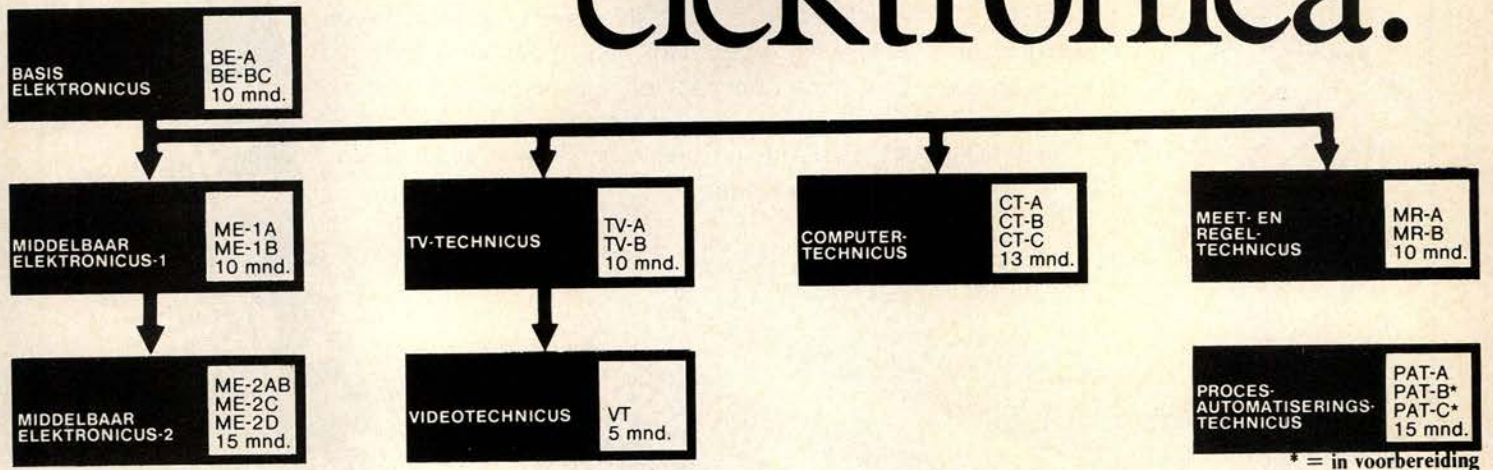 elektronica.
BASIS
ELEKTRONICUS
BE-A
BE-BC
10 mnd.
MIDDELBAAR
ELEKTRONICUS-1
ME-1A
ME-1B
10 mnd.
TV-TECHNICUS
TV-A
TV-B
10 mnd.
COMPUTER-
TECHNICUS
CT-A
CT-B
CT-C
13 mnd.
MEET- EN
REGEL-
TECHNICUS
MR-A
MR-B
10 mnd.
MIDDELBAAR
ELEKTRONICUS-2
ME-2AB
ME-2C
ME-2D
15 mnd.
VIDEOTECHNICUS
VT
5 mnd.
PROCES-
AUTOMATISERINGS-
TECHNICUS
PAT-A
PAT-B*
PAT-C*
15 mnd.
* = in voorbereiding